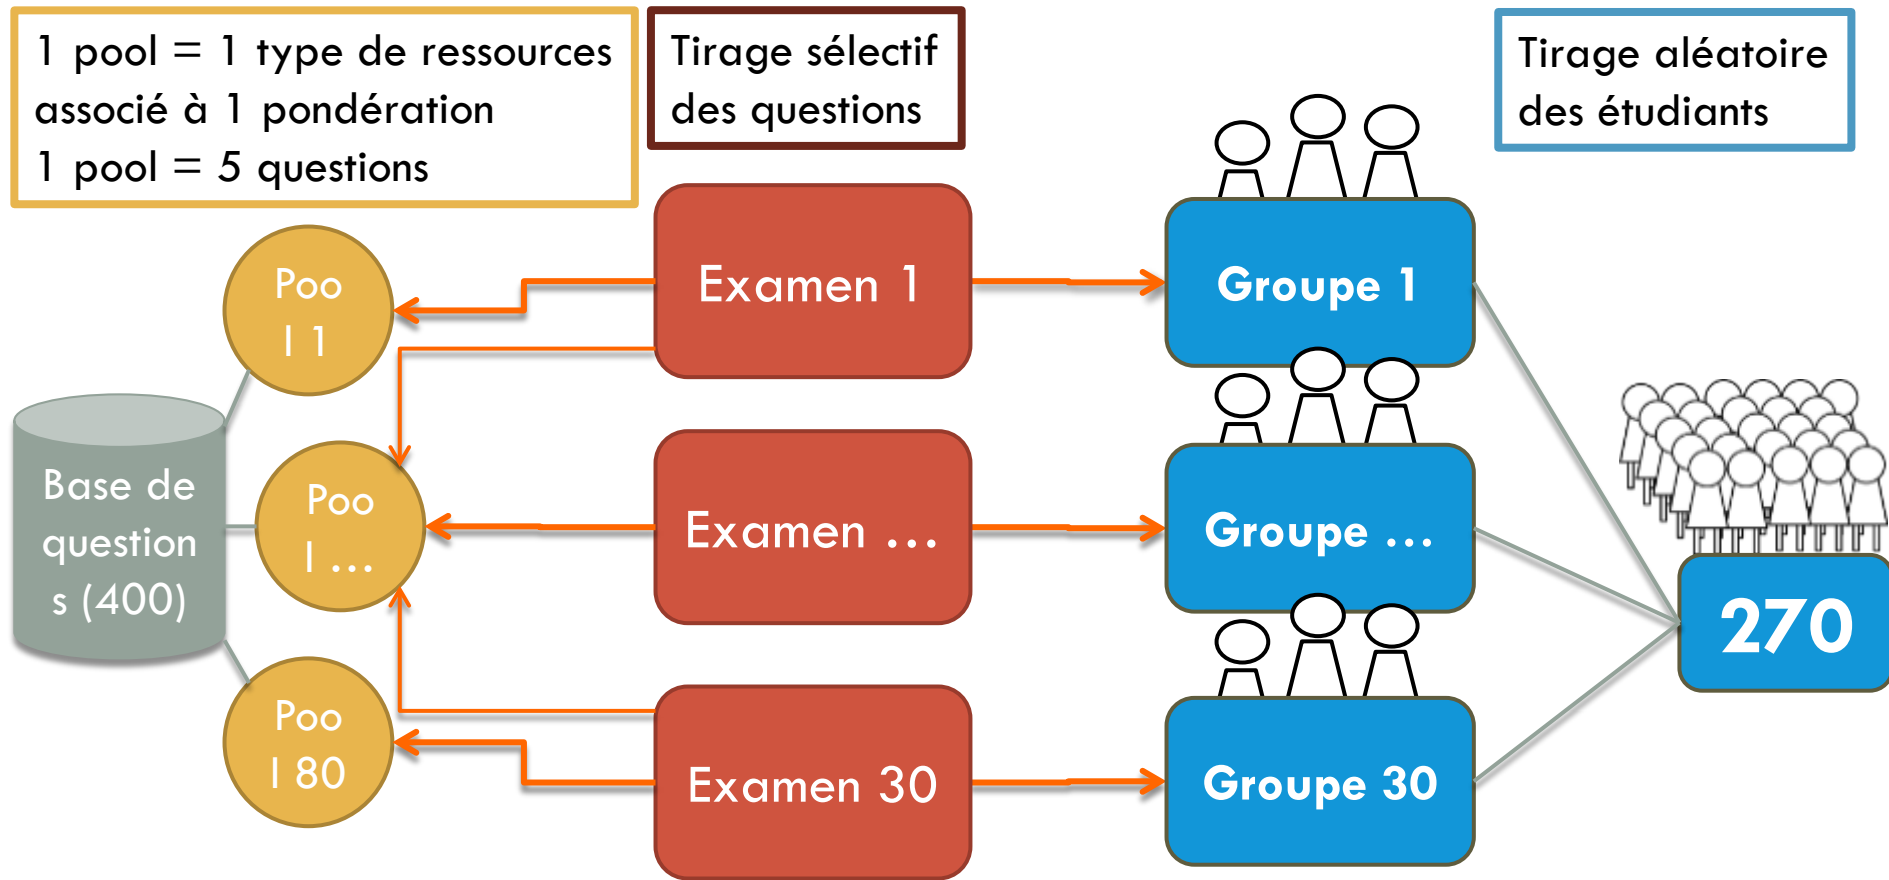 1 pool = 1 type de ressources
associé à 1 pondération
1 pool = 5 questions
Tirage sélectif
des questions
Tirage aléatoire
des étudiants
Poo
l 1
Examen 1
Groupe 1
Base de
question
s (400)
Poo
l ...
Examen ...
Groupe ...
270
Poo
l 80
Examen 30
Groupe 30